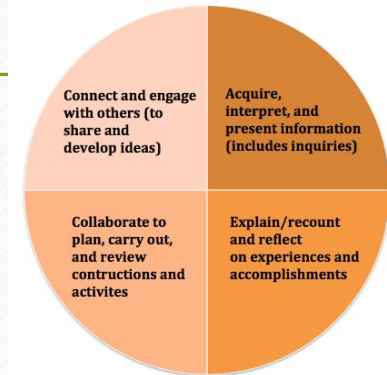 Connect and engage
with others (to
share and
develop ideas)
Acquire,
interpret, and
present information
(includes inquiries)
Collaborate to
plan, carry out,
and review
contructions and
activites
Explain/recount
and reflect
on experiences and
accomplishments